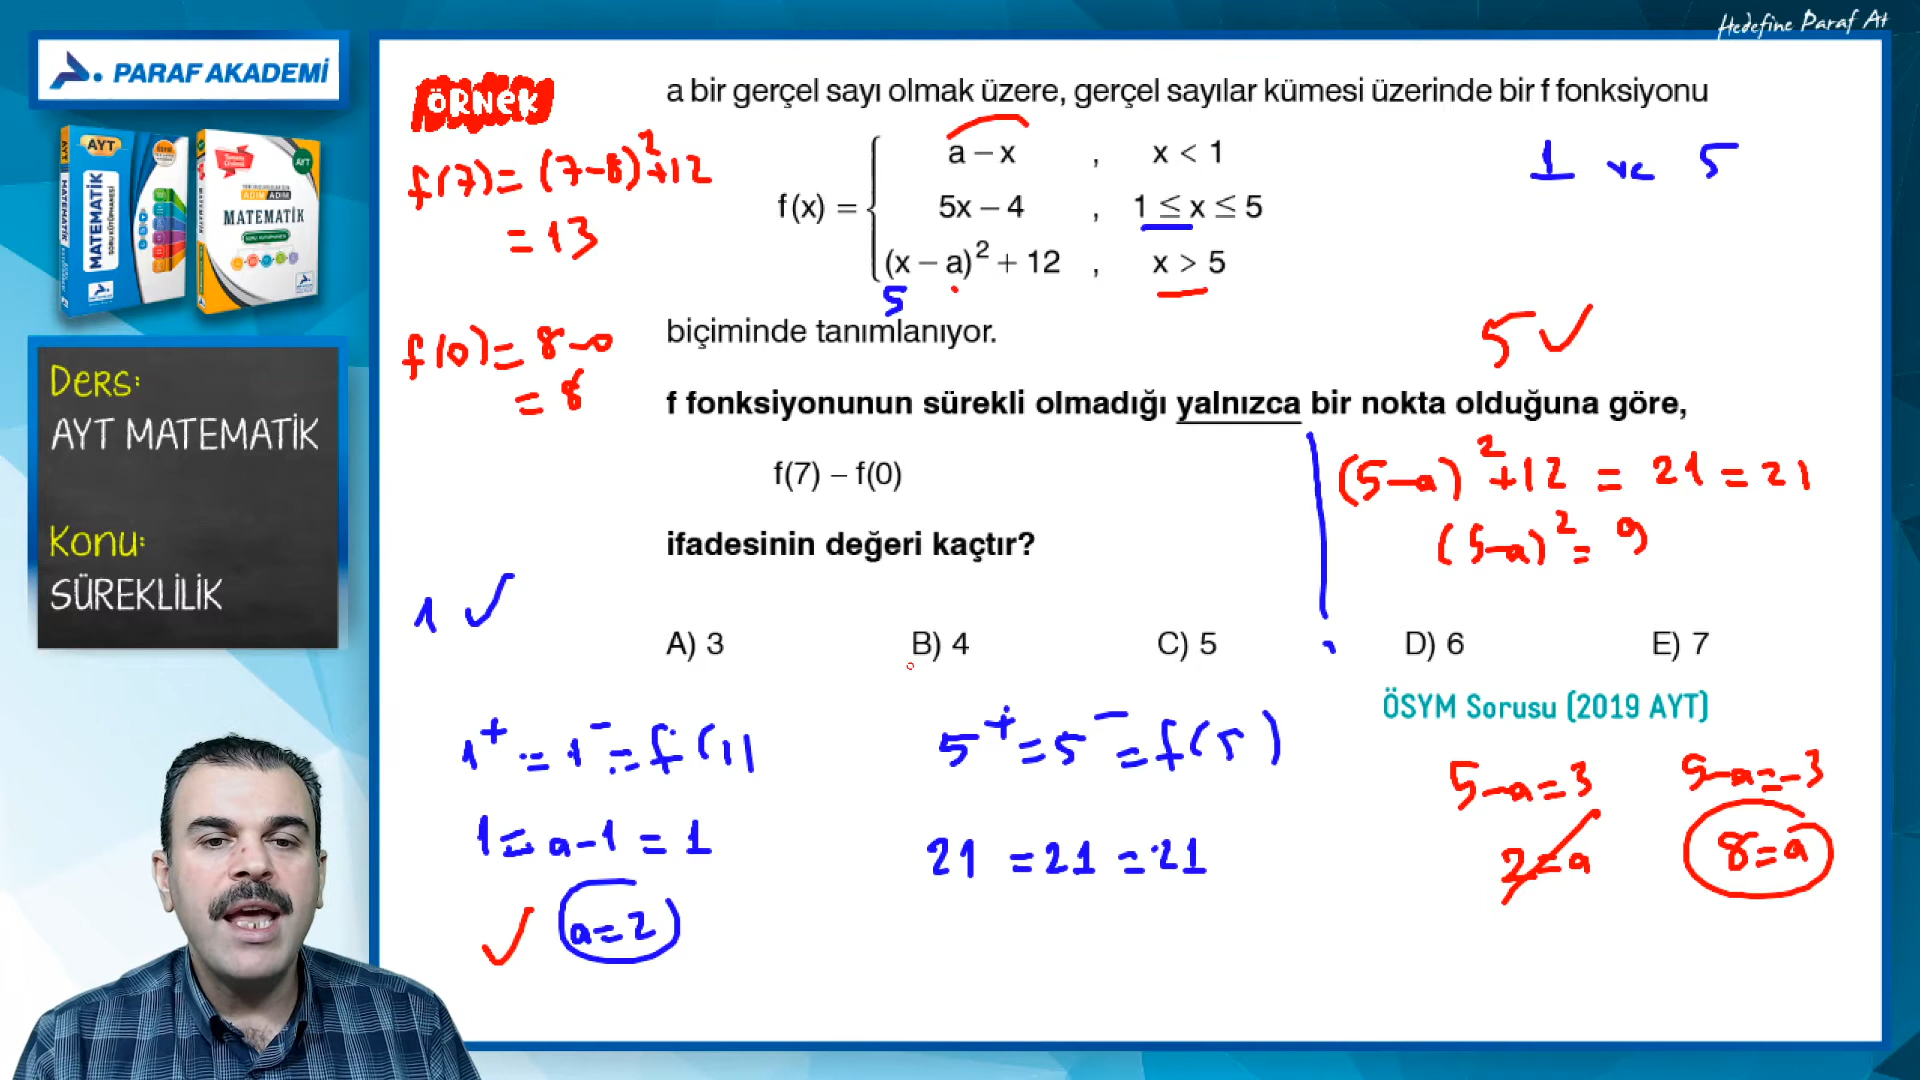 Hedefine Paraf At
PARAF AKADEMİ
AYT
MATEMATİK
AYT
MATEMATİK
Ders:
AYT MATEMATİK
Konu:
SÜREKLİLİK
ÖRNEK
a bir gerçel sayı olmak üzere, gerçel sayılar kümesi üzerinde bir f fonksiyonu
f(x) =
a – x , x < 1
5x – 4 , 1 ≤ x ≤ 5
(x – a)² + 12 , x > 5
5
1 ve 5
biçiminde tanımlanıyor.
f fonksiyonunun sürekli olmadığı yalnızca bir nokta olduğuna göre,
f(7) – f(0)
ifadesinin değeri kaçtır?
A) 3 B) 4 C) 5 D) 6 E) 7
ÖSYM Sorusu (2019 AYT)
f(7) = (7-8)²+12
= 13
f(0) = 8-0
= 8
5 ✓
(5-a)²+12 = 21 = 21
(5-a)² = 9
5-a=3 5-a=-3
2=a 8=a
1 ✓
1⁺ = 1⁻ = f(1)
1 = a-1 = 1
✓ a=2
5⁺ = 5⁻ = f(5)
21 = 21 = 21